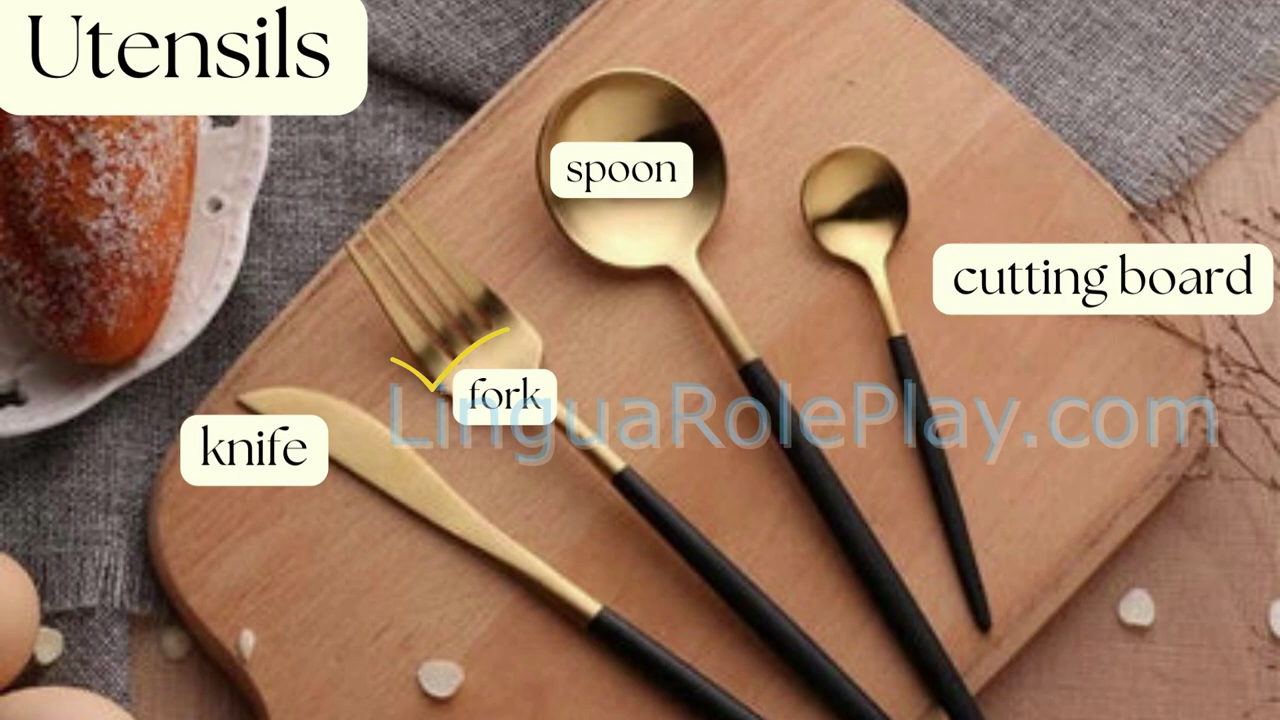 Utensils
spoon
cutting board
fork
LinguaRolePlay.com
knife